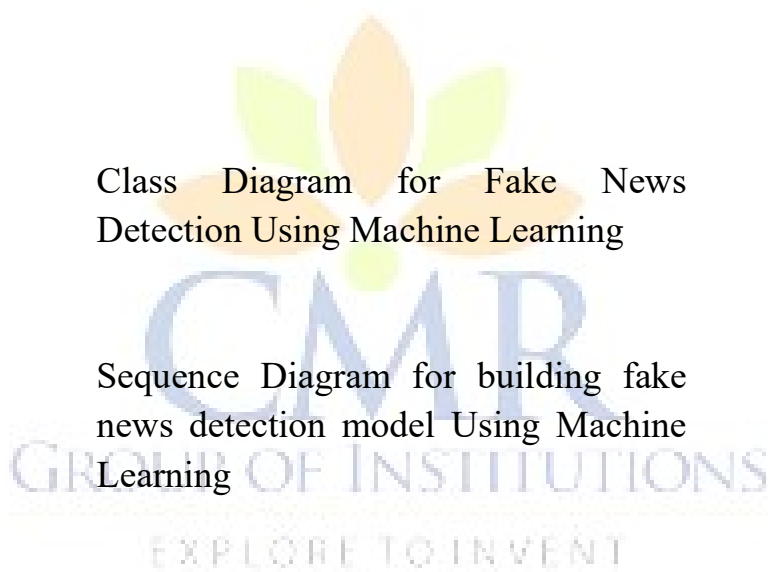 Class Diagram for Fake News
Detection Using Machine Learning
CMR
Sequence Diagram for building fake
news detection model Using Machine
GROUP OF INSTITUTIONS
Learning
EXPLORE TO INVENT